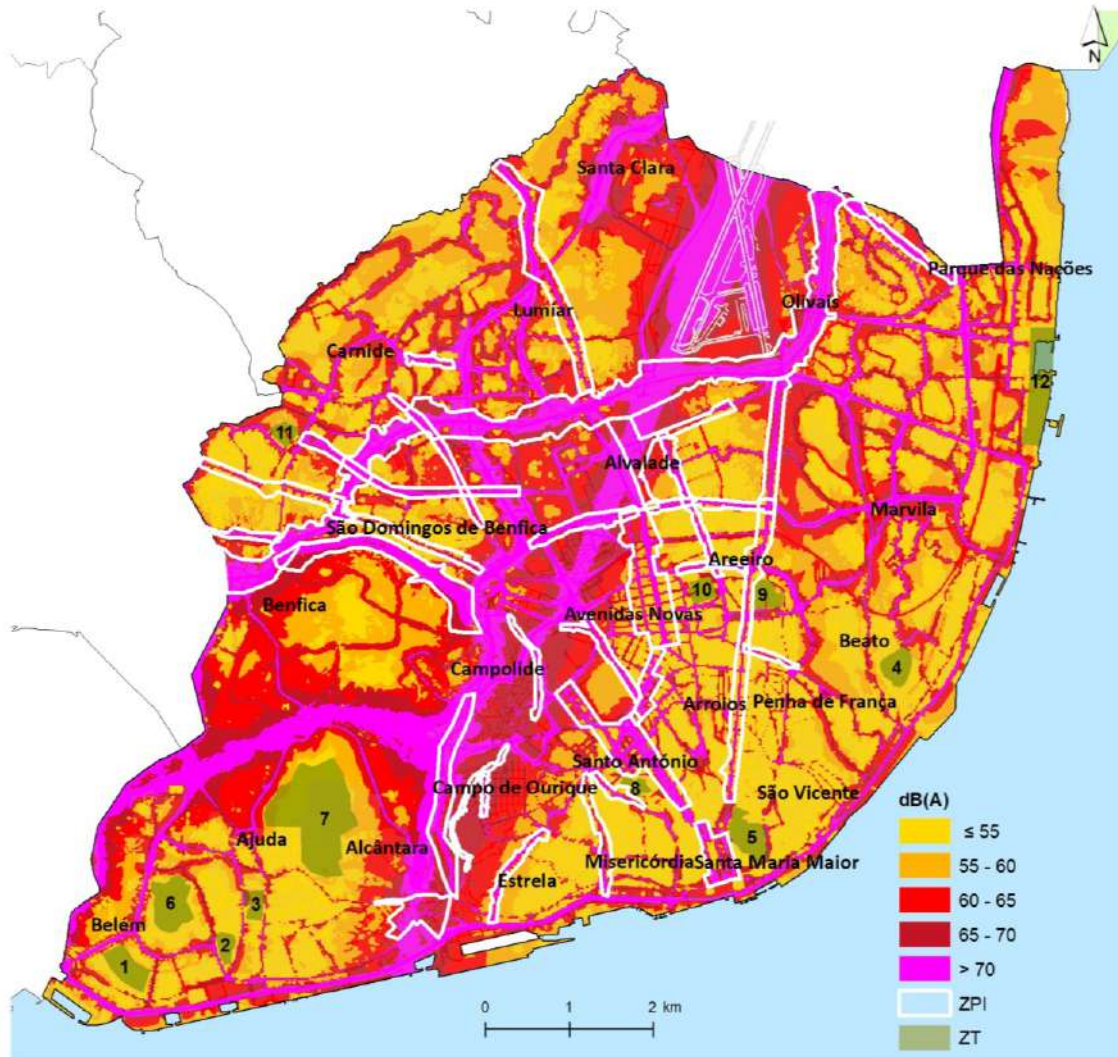 N
Santa Clara
Parque das Nações
Olivais
Lumiar
Carnide
12
11
Alvalade
Marvila
São Domingos de Benfica
Areeiro
10
9
Benfica
Avenidas Novas
Beato
4
Campolide
Arroios
Penha de França
Santo António
Campo de Ourique
8
São Vicente
7
Ajuda
Alcântara
5
Misericórdia
Santa Maria Maior
Estrela
6
3
Belém
2
1
0 1 2 km
dB(A)
≤ 55
55 - 60
60 - 65
65 - 70
> 70
ZPI
ZT